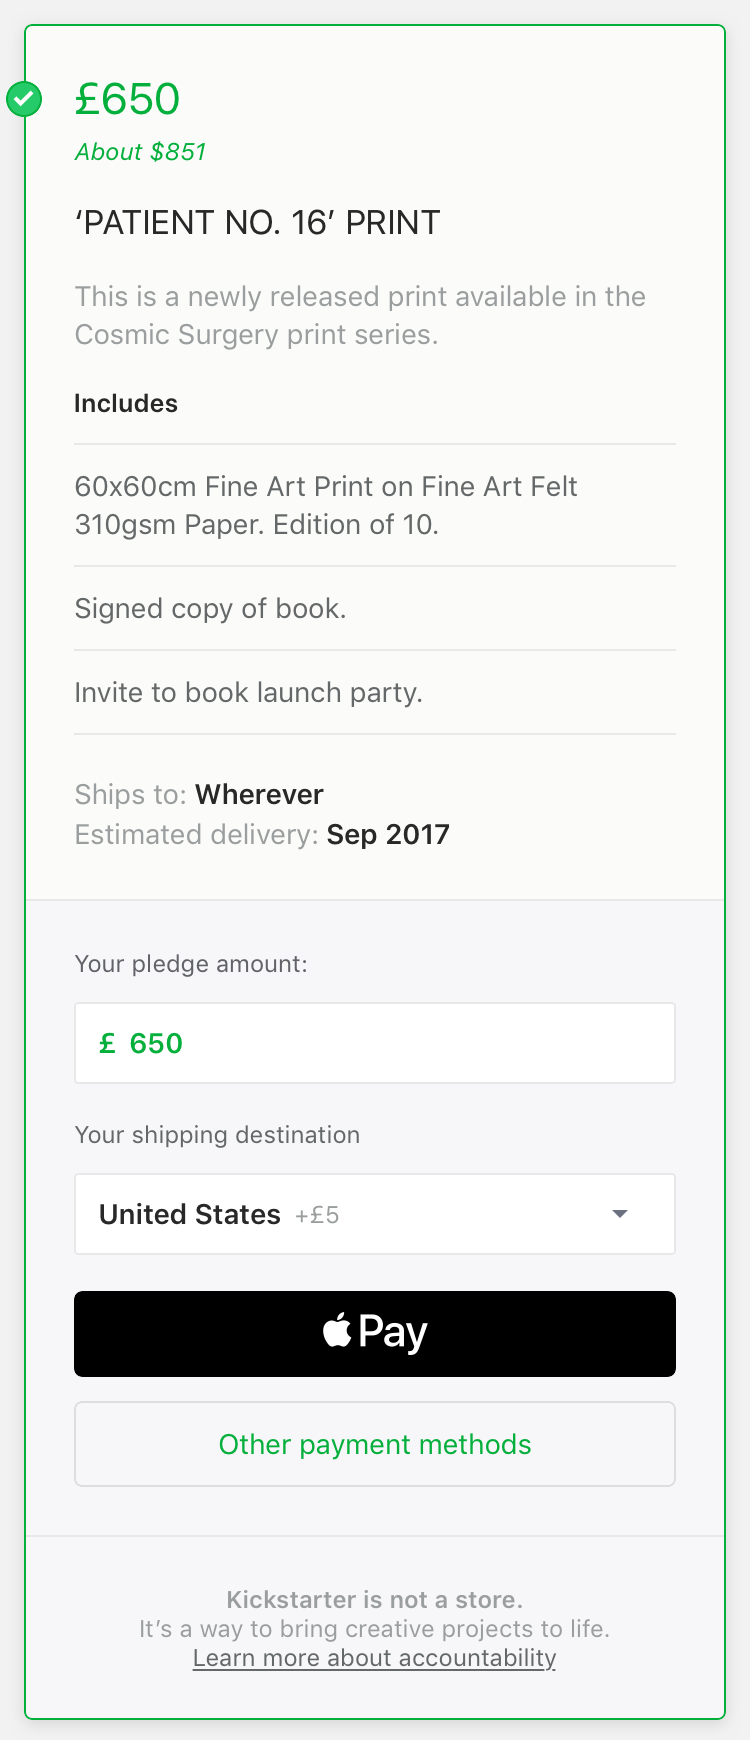 £650
About $851
‘PATIENT NO. 16’ PRINT
This is a newly released print available in the
Cosmic Surgery print series.
Includes
60x60cm Fine Art Print on Fine Art Felt
310gsm Paper. Edition of 10.
Signed copy of book.
Invite to book launch party.
Ships to: Wherever
Estimated delivery: Sep 2017
Your pledge amount:
£ 650
Your shipping destination
United States +£5
Pay
Other payment methods
Kickstarter is not a store.
It’s a way to bring creative projects to life.
Learn more about accountability